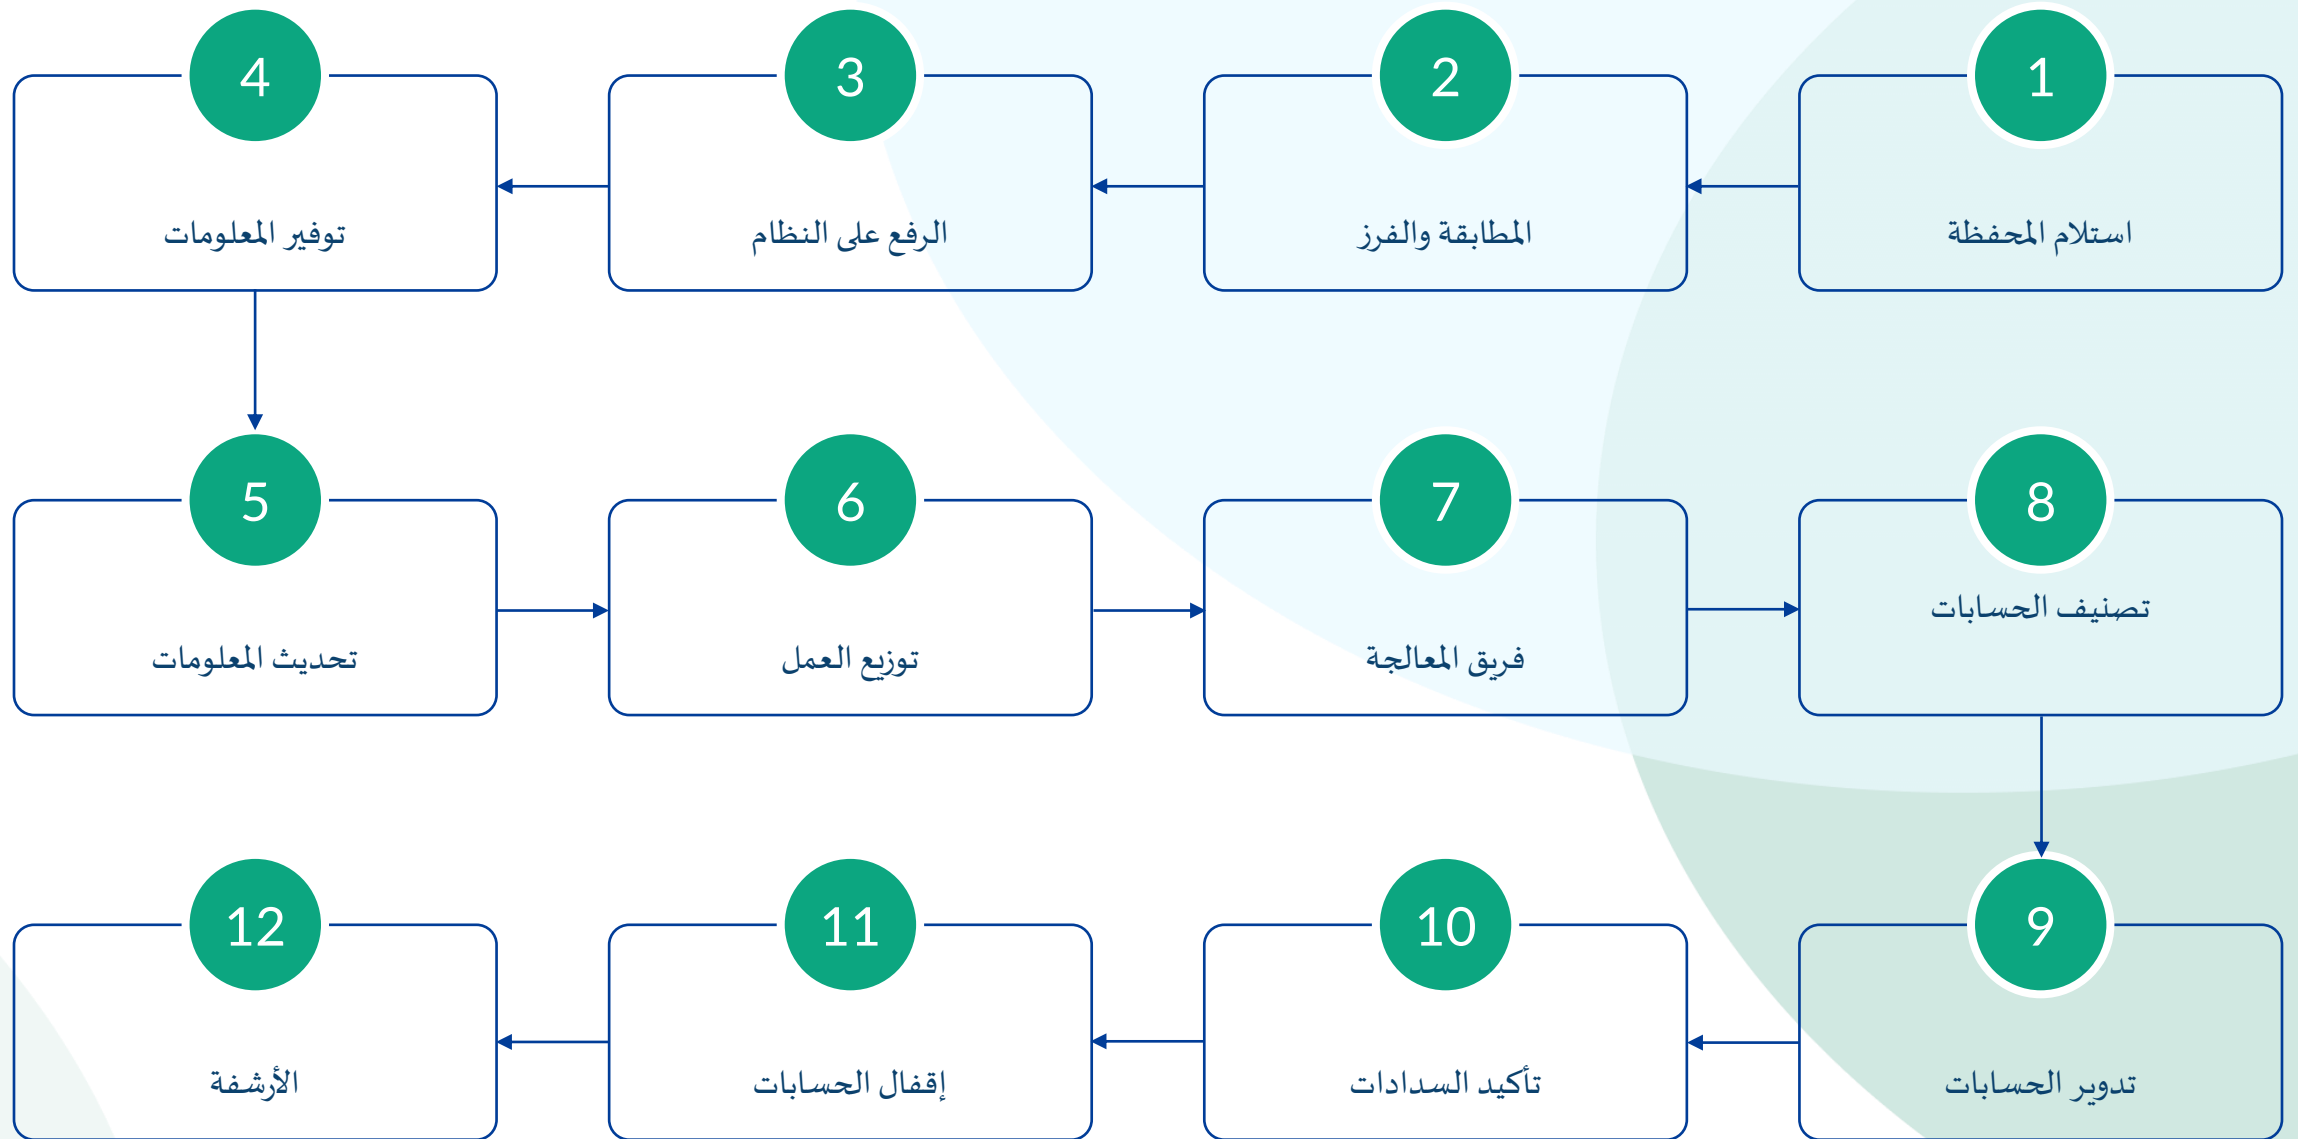 1
استلام المحفظة
2
المطابقة والفرز
3
الرفع على النظام
4
توفير المعلومات
5
تحديث المعلومات
6
توزيع العمل
7
فريق المعالجة
8
تصنيف الحسابات
9
تدوير الحسابات
10
تأكيد السدادات
11
إقفال الحسابات
12
الأرشفة